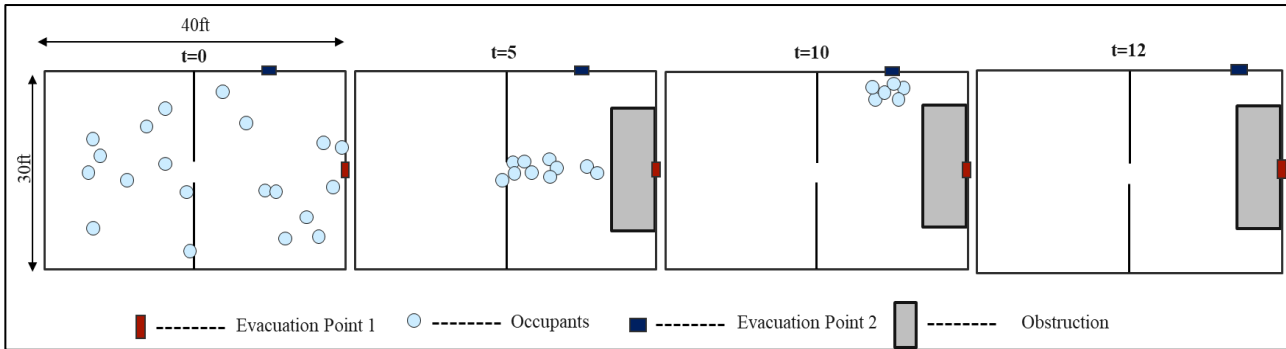 40ft
t=0
t=5
t=10
t=12
30ft
Evacuation Point 1
Occupants
Evacuation Point 2
Obstruction